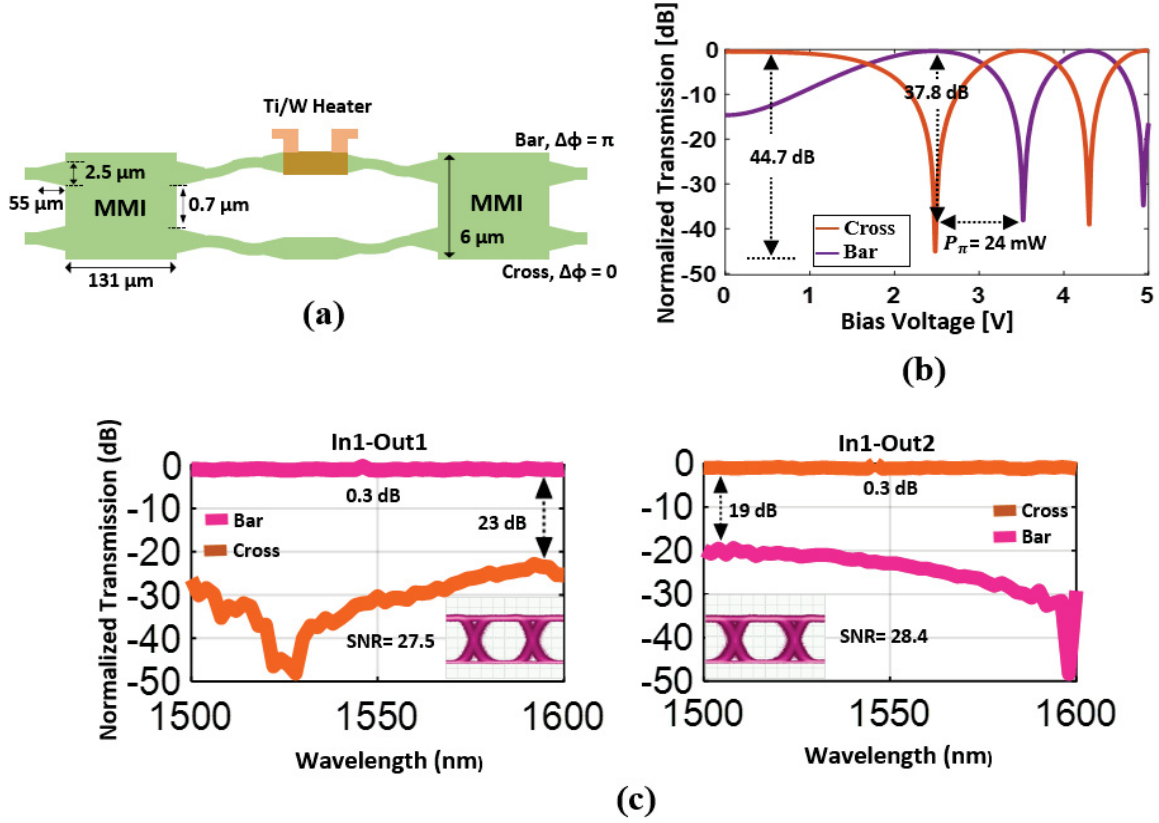 Ti/W Heater
Bar, Δϕ = π
2.5 μm
55 μm
MMI
0.7 μm
MMI
6 μm
131 μm
Cross, Δϕ = 0
(a)
Normalized Transmission [dB]
0
-10
-20
-30
-40
-50
37.8 dB
44.7 dB
Cross
Bar
Pπ = 24 mW
0 1 2 3 4 5
Bias Voltage [V]
(b)
In1-Out1
Normalized Transmission (dB)
0
-10
-20
-30
-40
-50
0.3 dB
Bar
Cross
23 dB
SNR= 27.5
1500 1550 1600
Wavelength (nm)
In1-Out2
0
-10
-20
-30
-40
-50
0.3 dB
19 dB
Cross
Bar
SNR= 28.4
1500 1550 1600
Wavelength (nm)
(c)